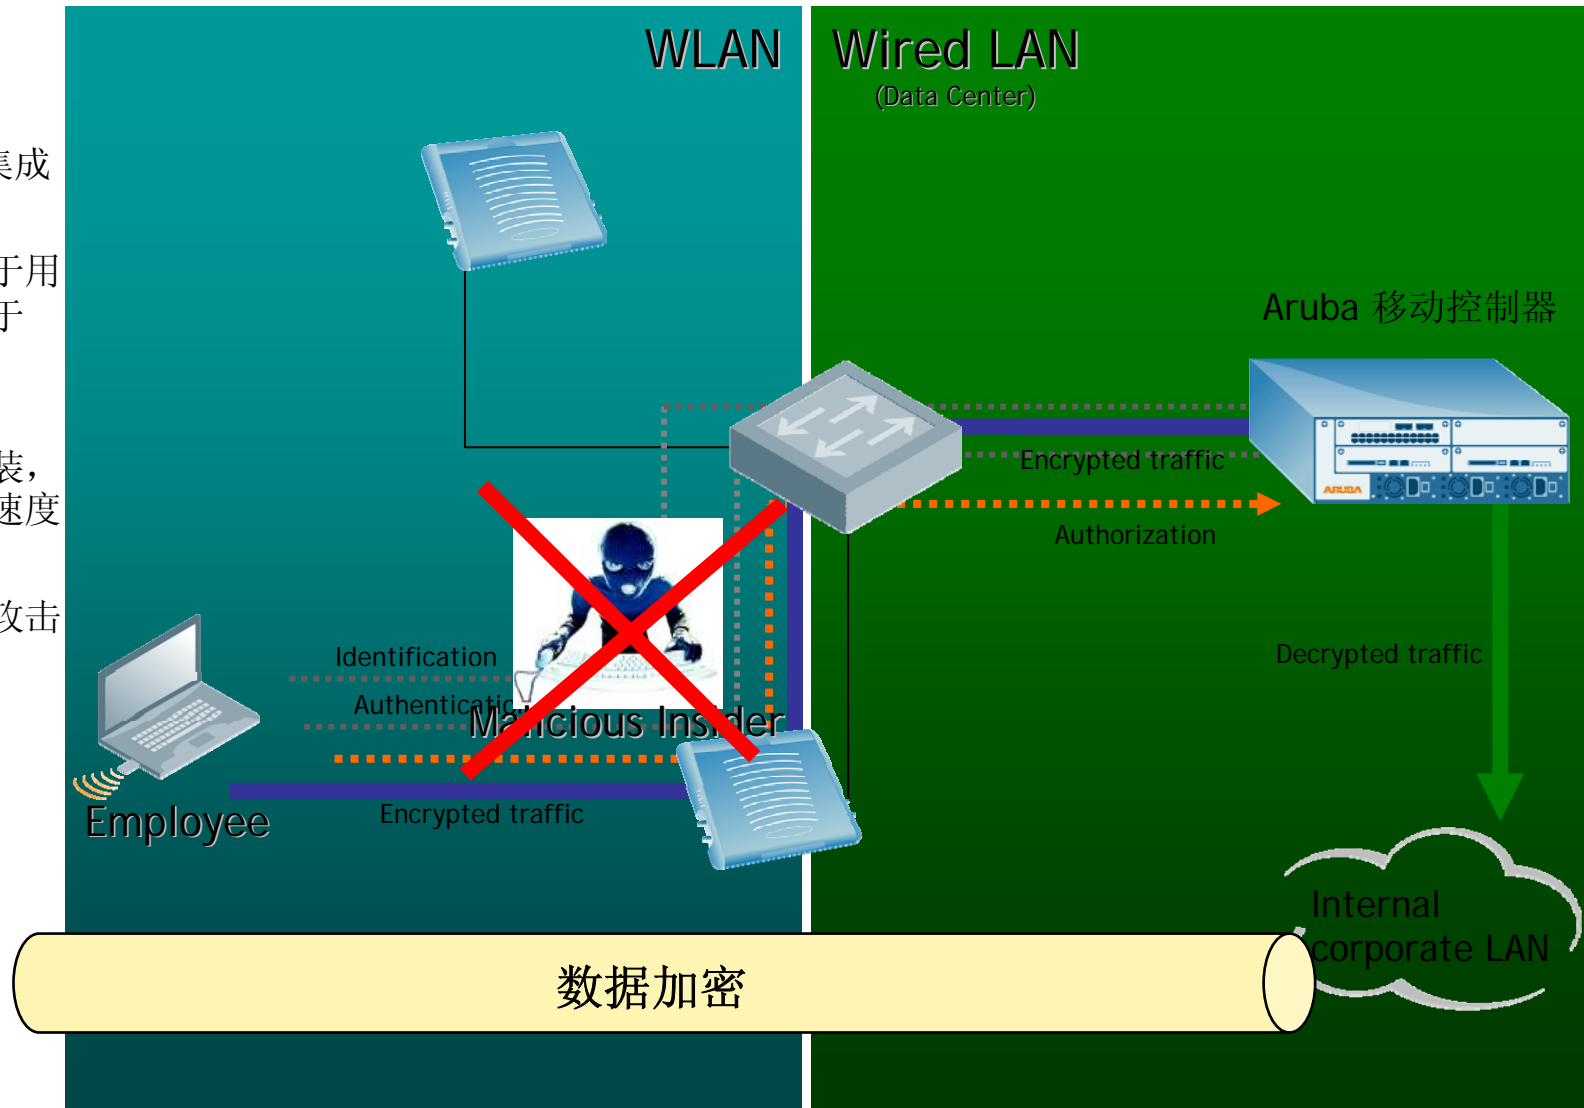 WLAN
Wired LAN
(Data Center)
集成
于用
于
装，
速度
攻击
Aruba 移动控制器
Encrypted traffic
Authorization
ARUBA
Decrypted traffic
Identification
Malicious Insider
Encrypted traffic
Employee
Internal
corporate LAN
数据加密